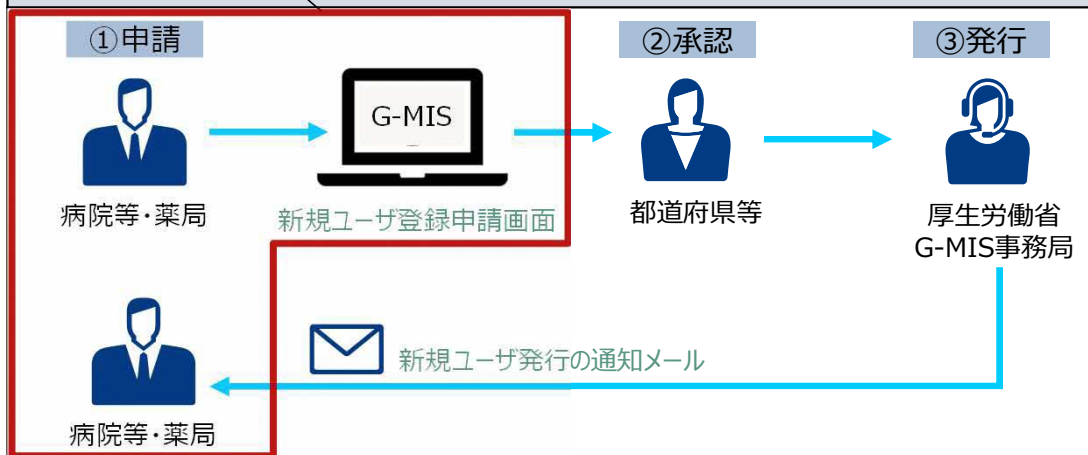 ①申請
②承認
③発行
G-MIS
病院等・薬局
新規ユーザ登録申請画面
都道府県等
厚生労働省
G-MIS事務局
新規ユーザ発行の通知メール
病院等・薬局